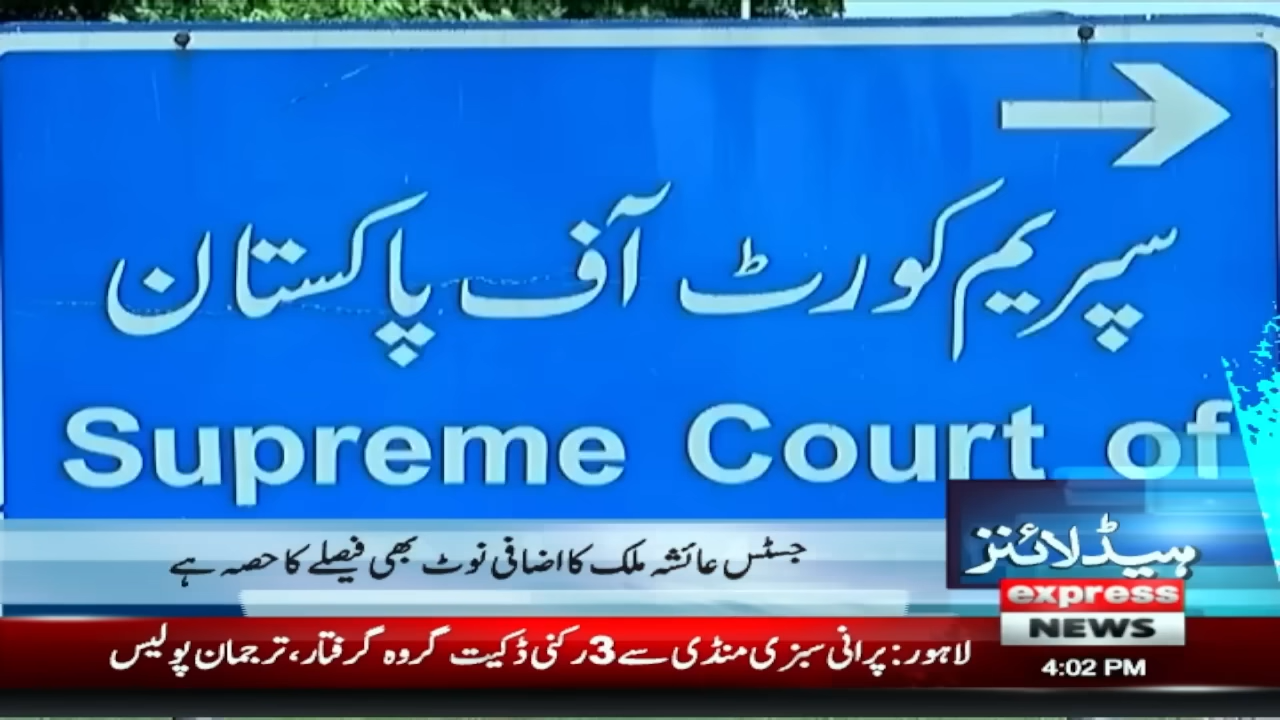 سپریم کورٹ آف پاکستان
Supreme Court of
ہیڈلائنز
جسٹس عائشہ ملک کا اضافی نوٹ بھی فیصلے کا حصہ ہے
express
NEWS
لاہور: پرانی سبزی منڈی سے 3 رکنی ڈکیت گروہ گرفتار، ترجمان پولیس
4:02 PM